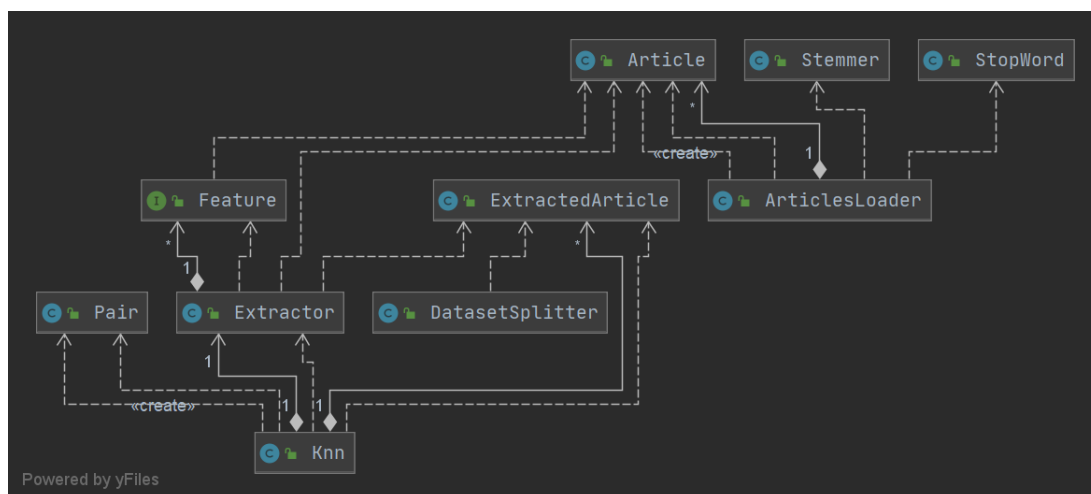 C Article
C Stemmer
C StopWord
*
«create»
1
I Feature
C ExtractedArticle
C ArticlesLoader
*
1
*
C Pair
C Extractor
C DatasetSplitter
1
«create»
1
1
C Knn
Powered by yFiles